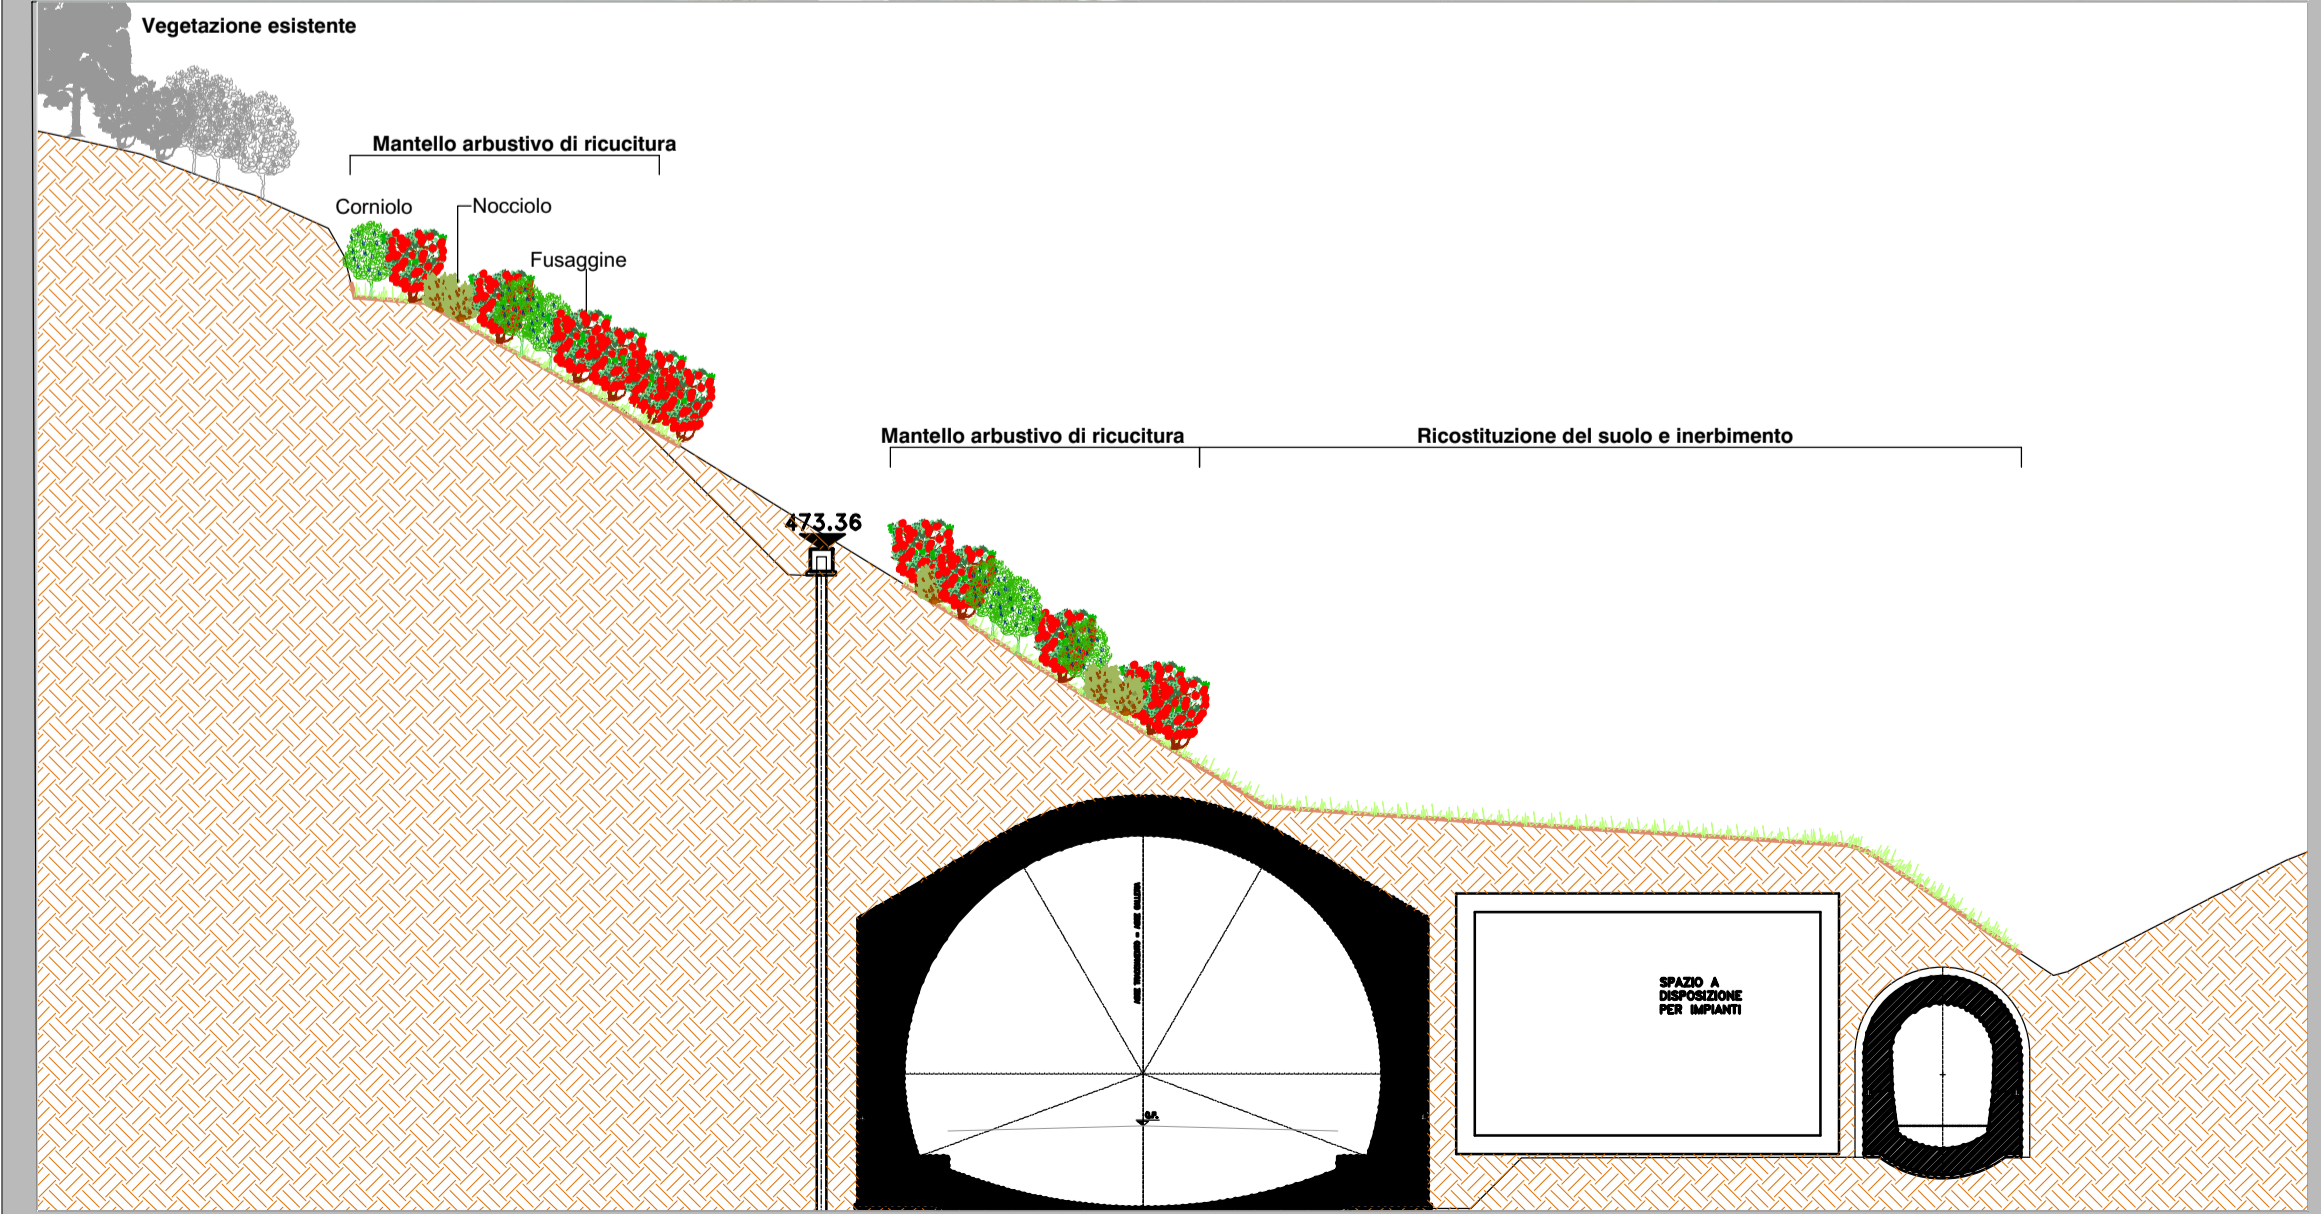 Vegetazione esistente
Mantello arbustivo di ricucitura
Corniolo
Nocciolo
Fusaggine
Mantello arbustivo di ricucitura
Ricostituzione del suolo e inerbimento
473.36
SPAZIO A
DISPOSIZIONE
PER IMPIANTI